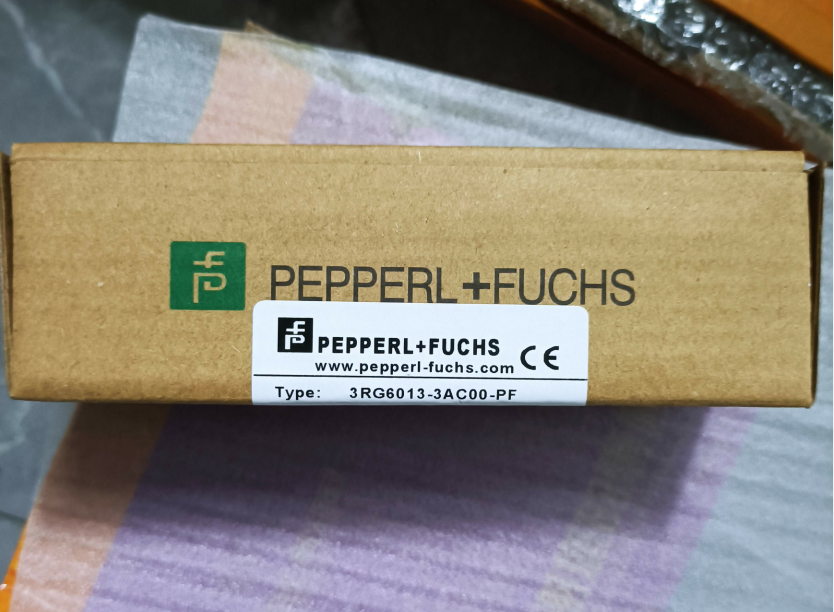 PEPPERL+FUCHS
PEPPERL+FUCHS
www.pepperl-fuchs.com CE
Type: 3RG6013-3AC00-PF